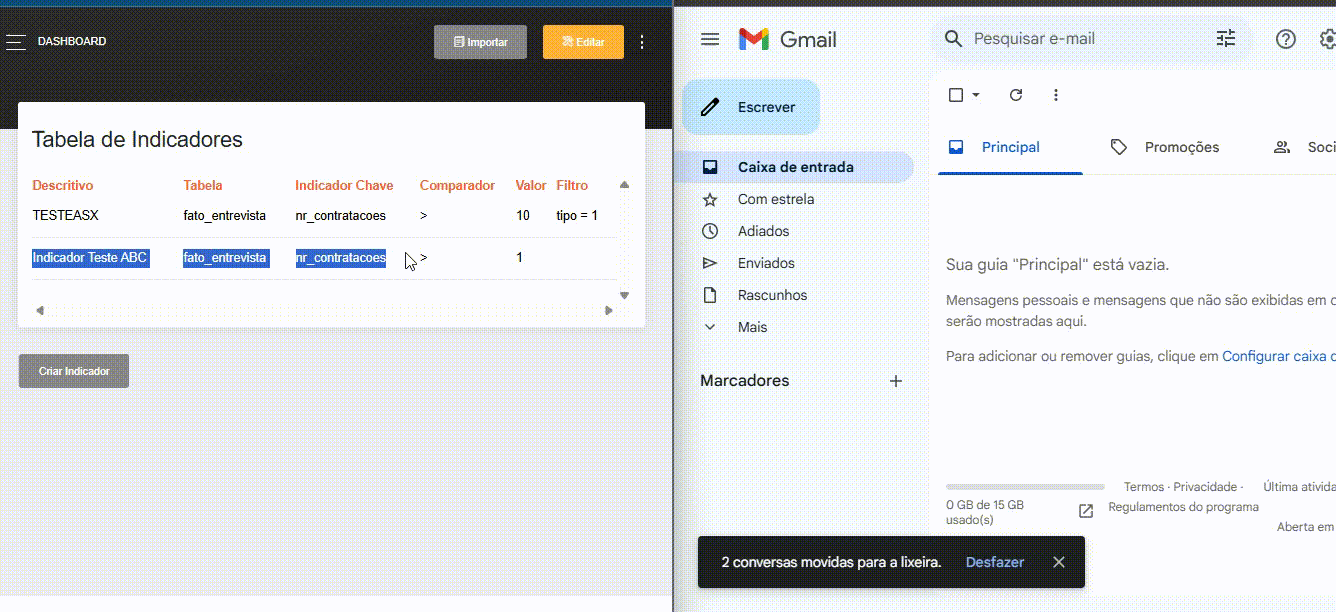 DASHBOARD
Importar
Editar
Tabela de Indicadores
Descritivo Tabela Indicador Chave Comparador Valor Filtro
TESTEASX fato_entrevista nr_contratacoes > 10 tipo = 1
Indicador Teste ABC fato_entrevista nr_contratacoes > 1
Criar Indicador
Gmail
Pesquisar e-mail
Escrever
Caixa de entrada
Com estrela
Adiados
Enviados
Rascunhos
Mais
Marcadores
Principal
Promoções
Soci
Sua guia "Principal" está vazia.
Mensagens pessoais e mensagens que não são exibidas em o
serão mostradas aqui.
Para adicionar ou remover guias, clique em Configurar caixa d
0 GB de 15 GB
usado(s)
Termos · Privacidade ·
Regulamentos do programa
Última ativida
Aberta em
2 conversas movidas para a lixeira. Desfazer